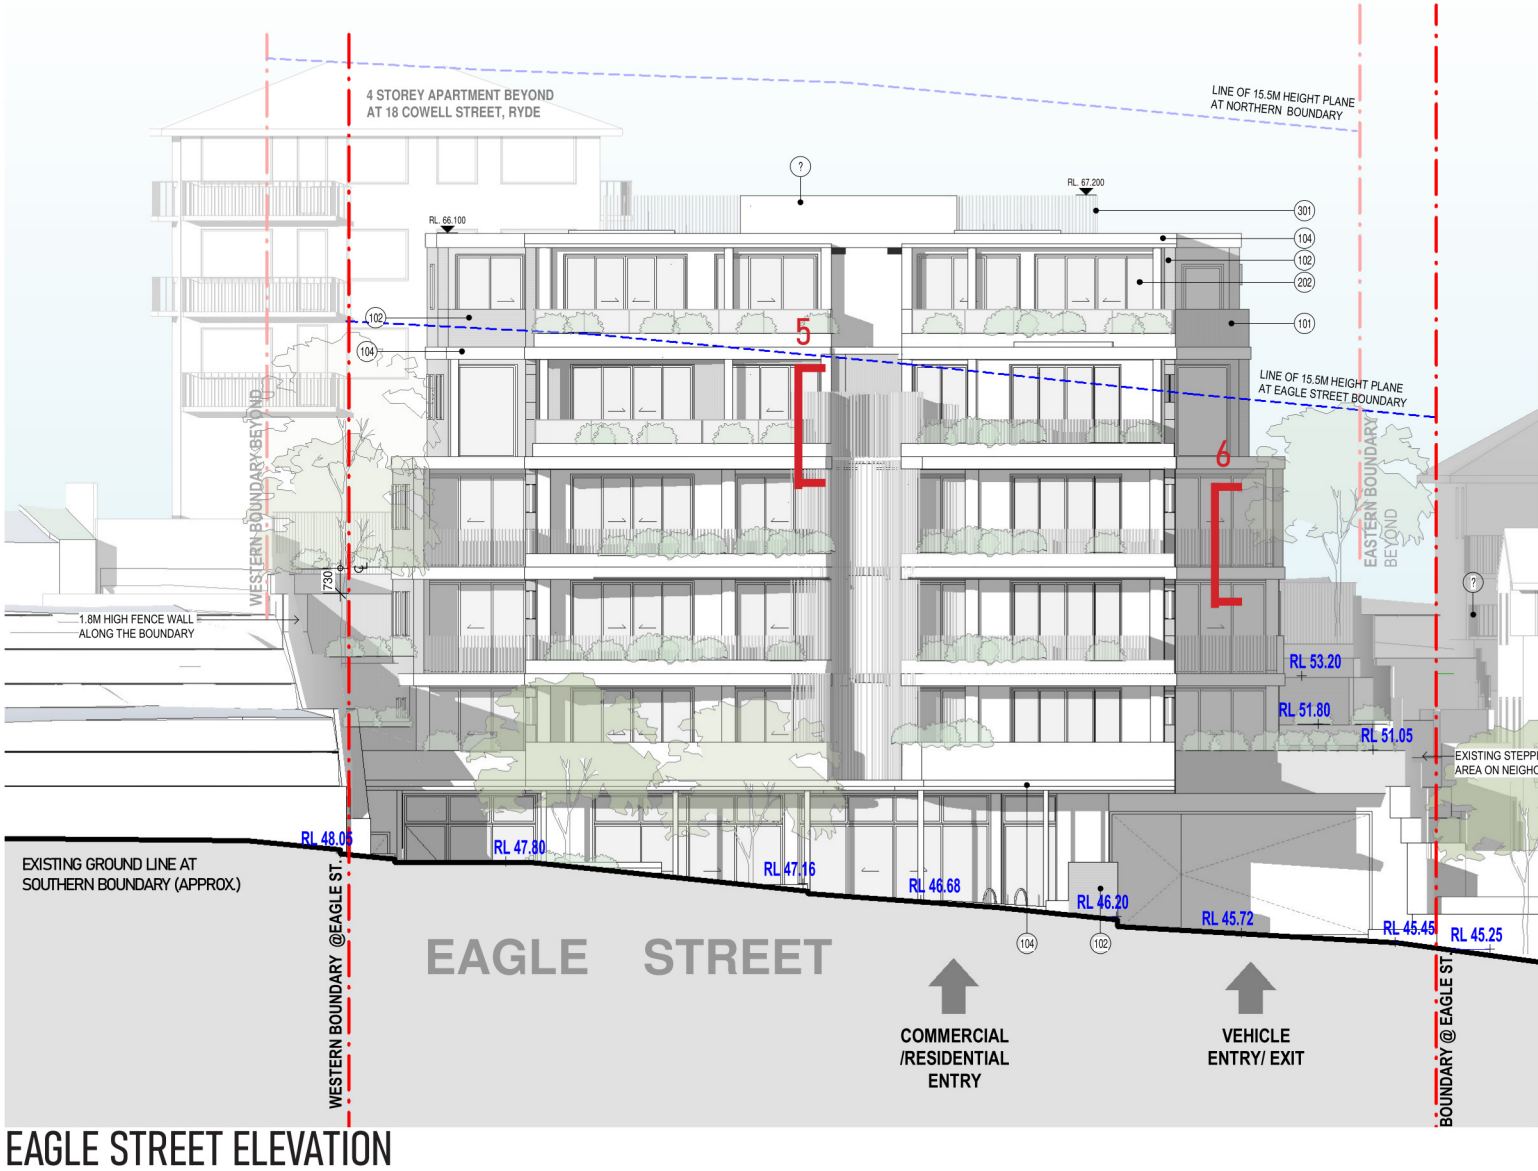 4 STOREY APARTMENT BEYOND
AT 18 COWELL STREET, RYDE
LINE OF 15.5M HEIGHT PLANE
AT NORTHERN BOUNDARY
?
RL. 67.200
301
RL. 66.100
104
102
202
102
101
5
104
LINE OF 15.5M HEIGHT PLANE
AT EAGLE STREET BOUNDARY
WESTERN BOUNDARY BEYOND
6
EASTERN BOUNDARY
BEYOND
730
?
1.8M HIGH FENCE WALL
ALONG THE BOUNDARY
RL 53.20
RL 51.80
RL 51.05
EXISTING STEPP
AREA ON NEIGHC
104
RL 48.05
RL 47.80
EXISTING GROUND LINE AT
SOUTHERN BOUNDARY (APPROX.)
RL 47.16
RL 46.68
RL 46.20
RL 45.72
RL 45.45
RL 45.25
104
102
EAGLE STREET
WESTERN BOUNDARY @EAGLE ST.
COMMERCIAL
/RESIDENTIAL
ENTRY
VEHICLE
ENTRY/ EXIT
BOUNDARY @ EAGLE ST.
EAGLE STREET ELEVATION